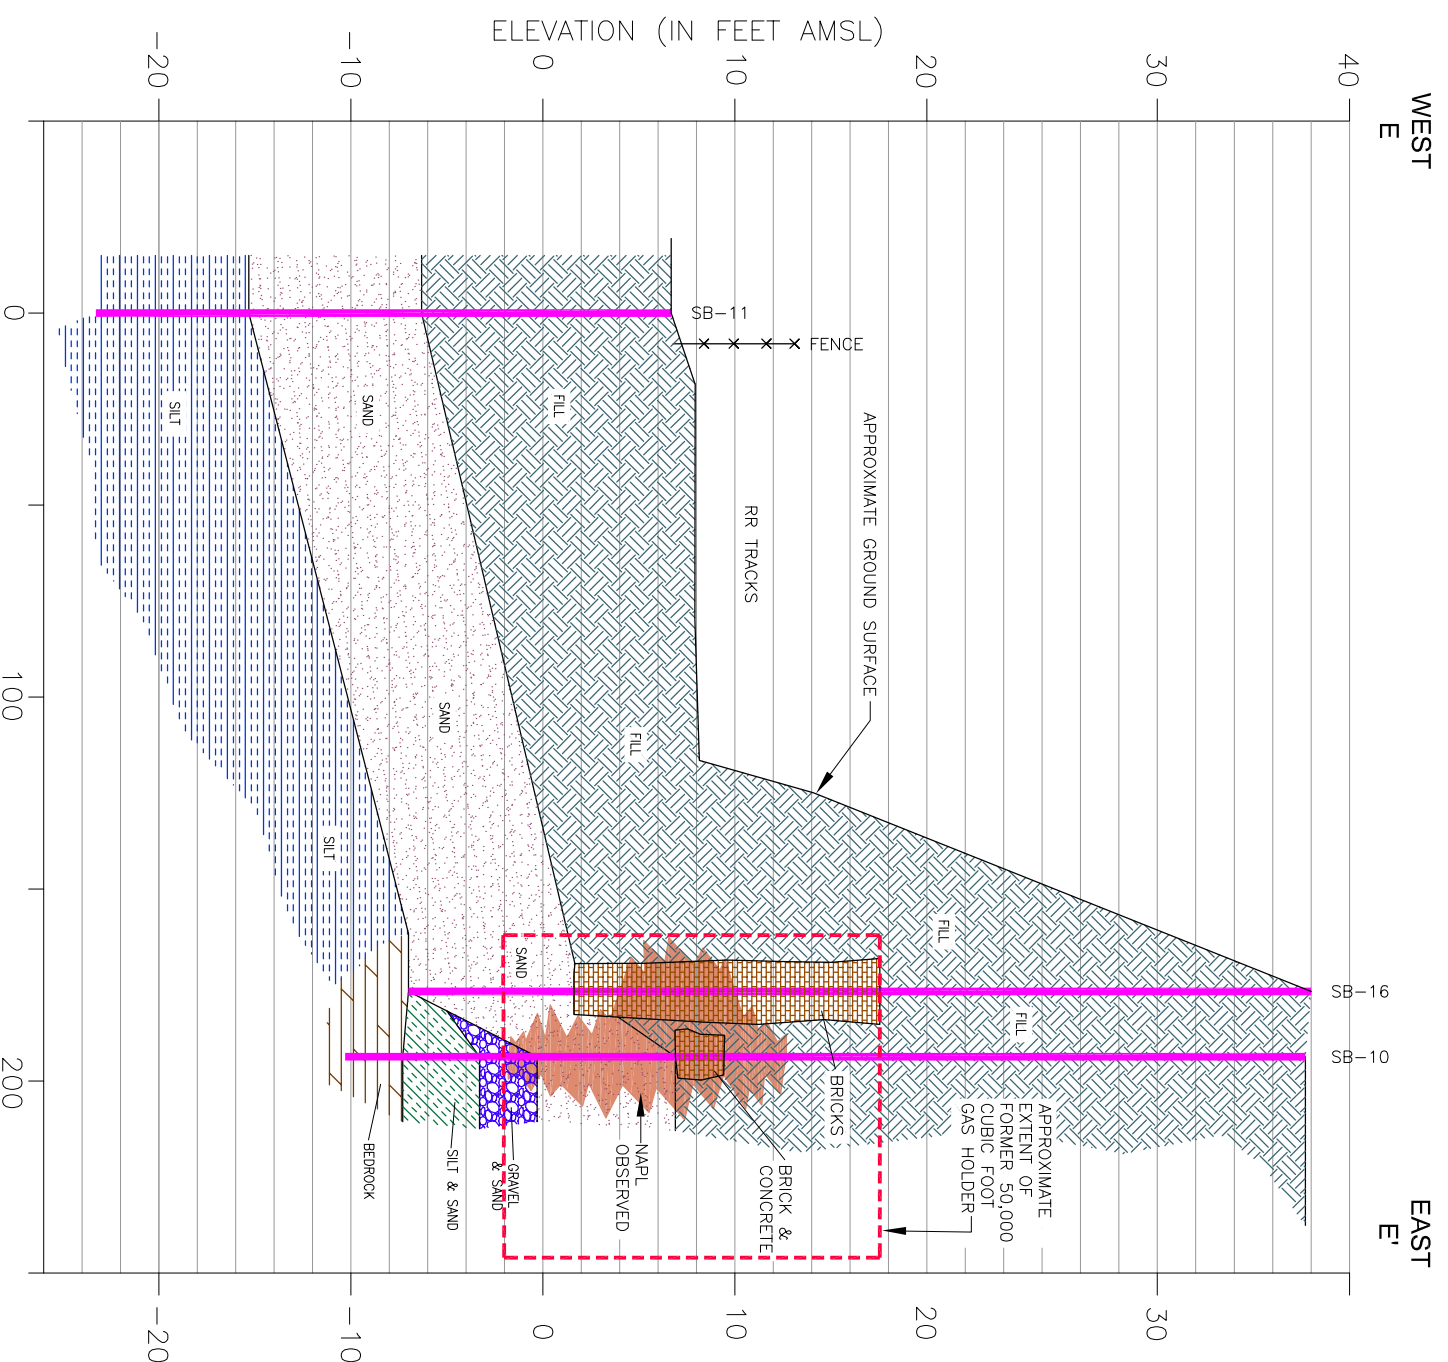 WEST
E
EAST
E'
ELEVATION (IN FEET AMSL)
40
30
20
10
0
-10
-20
40
30
20
10
0
-10
-20
0
100
200
SB-11
FENCE
RR TRACKS
APPROXIMATE GROUND SURFACE
SB-16
SB-10
FILL
FILL
FILL
FILL
SAND
SAND
SAND
SILT
SILT
BRICKS
BRICK &
CONCRETE
NAPL
OBSERVED
APPROXIMATE
EXTENT OF
FORMER 50,000
CUBIC FOOT
GAS HOLDER
GRAVEL
& SAND
SILT & SAND
BEDROCK